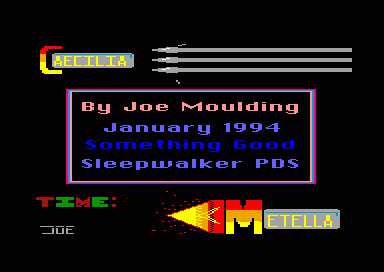 CAECILIA
By Joe Moulding
January 1994
Something Good
Sleepwalker PDS
TIME:
METELLA
JOE